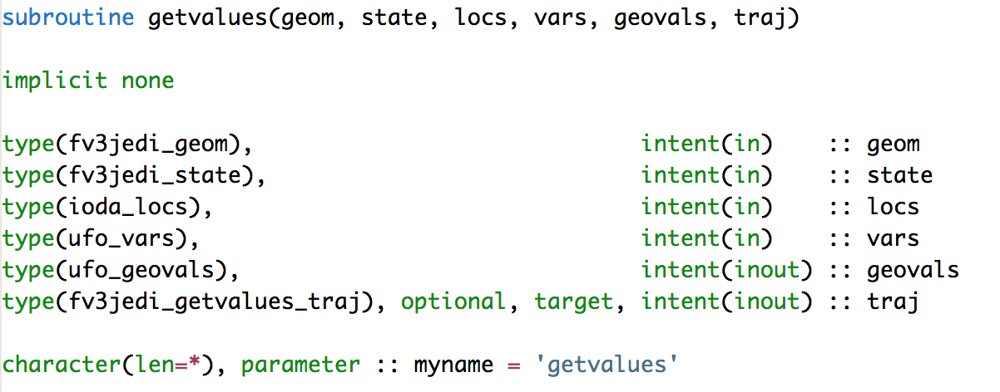 subroutine getvalues(geom, state, locs, vars, geovals, traj)
implicit none
type(fv3jedi_geom), intent(in) :: geom
type(fv3jedi_state), intent(in) :: state
type(ioda_locs), intent(in) :: locs
type(ufo_vars), intent(in) :: vars
type(ufo_geovals), intent(inout) :: geovals
type(fv3jedi_getvalues_traj), optional, target, intent(inout) :: traj
character(len=*), parameter :: myname = 'getvalues'